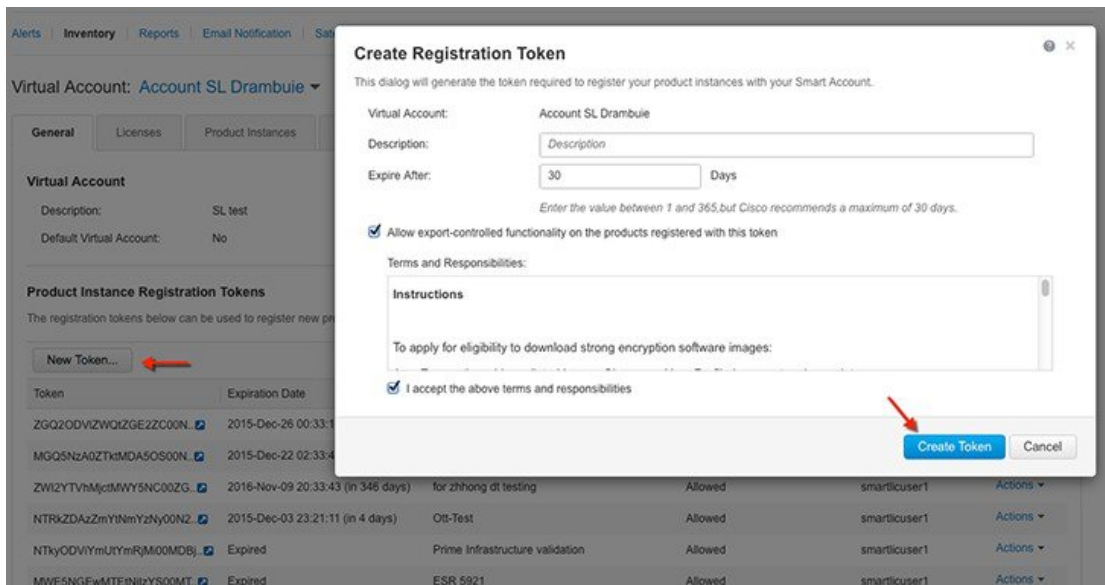 Alerts Inventory Reports Email Notification
Virtual Account: Account SL Drambuie
General Licenses Product Instances
Virtual Account
Description: SL test
Default Virtual Account: No
Product Instance Registration Tokens
The registration tokens below can be used to register new
New Token...
Token Expiration Date
ZGQ2ODViZWQtZGE2ZC00N.. 2015-Dec-26 00:33:1
MGQ5NzA0ZTktMDA5OS00N.. 2015-Dec-22 02:33:4
ZWI2YTVhMjctMWY5NC00ZG.. 2016-Nov-09 20:33:43 (in 346 days) for zhhong dt testing Allowed smartlicuser1 Actions
NTRkZDAzZmYtNmYzNy00N2.. 2015-Dec-03 23:21:11 (in 4 days) Ott-Test Allowed smartlicuser1 Actions
NTkyODViYmUtYmRjMi00MDBj.. Expired Prime Infrastructure validation Allowed smartlicuser1 Actions
Expired ESR 5921 Allowed smartlicuser1 Actions
Create Registration Token
This dialog will generate the token required to register your product instances with your Smart Account.
Virtual Account: Account SL Drambuie
Description: Description
Expire After: 30 Days
Enter the value between 1 and 365,but Cisco recommends a maximum of 30 days.
Allow export-controlled functionality on the products registered with this token
Terms and Responsibilities:
Instructions
To apply for eligibility to download strong encryption software images:
I accept the above terms and responsibilities
Create Token Cancel